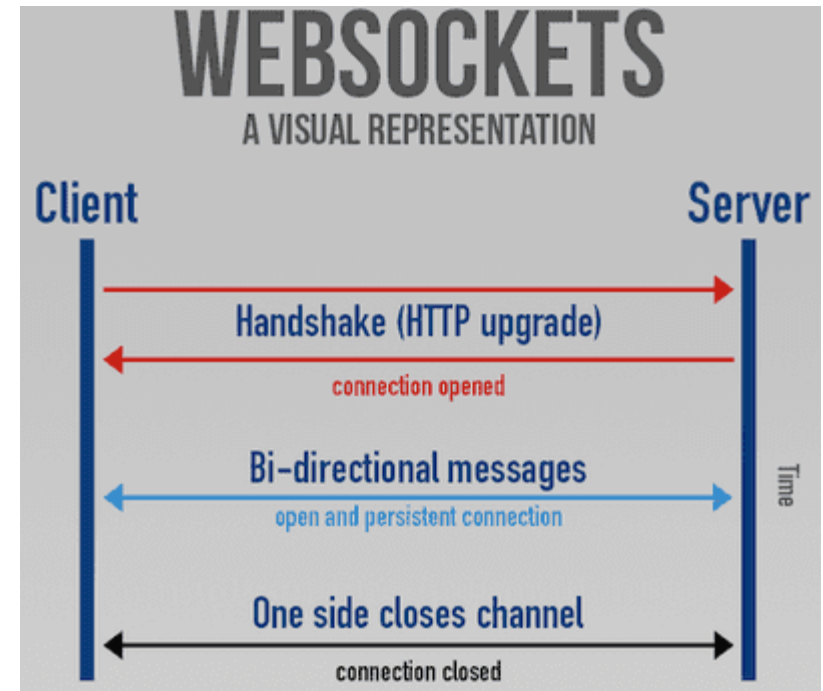 WEBSOCKETS
A VISUAL REPRESENTATION
Client
Server
Handshake (HTTP upgrade)
connection opened
Bi-directional messages
open and persistent connection
Time
One side closes channel
connection closed